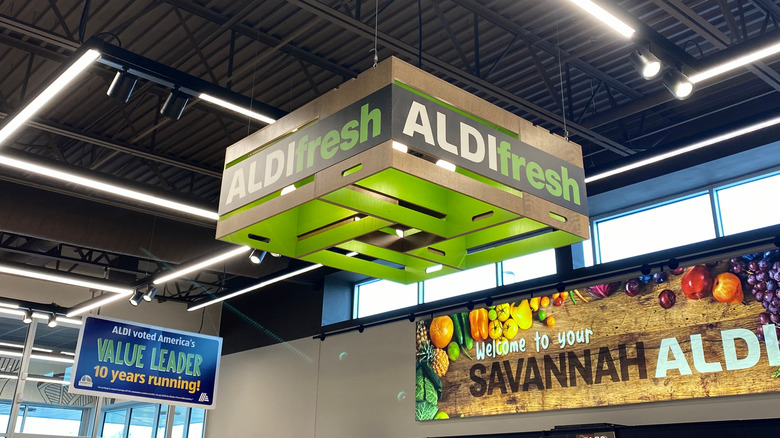 ALDIfresh
ALDIfresh
Welcome to your
SAVANNAH ALDI
ALDI voted America's
VALUE LEADER
10 years running!